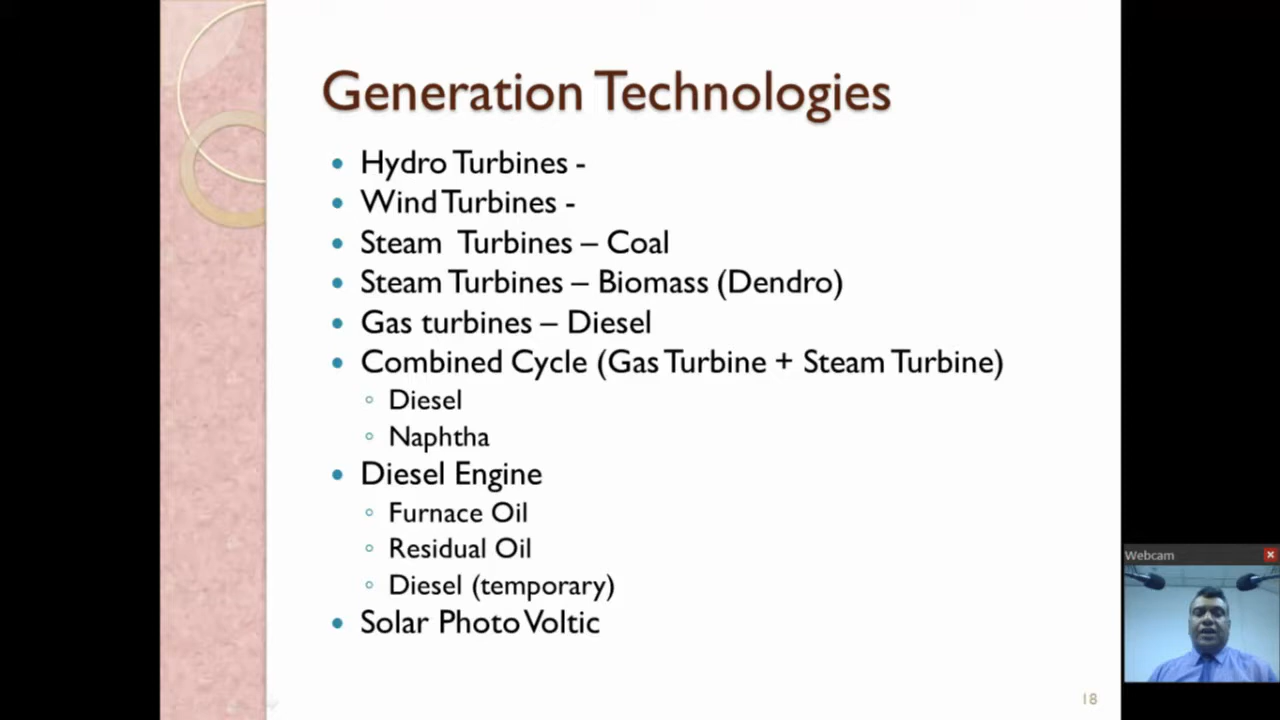 Generation Technologies
Hydro Turbines -
Wind Turbines -
Steam Turbines – Coal
Steam Turbines – Biomass (Dendro)
Gas turbines – Diesel
Combined Cycle (Gas Turbine + Steam Turbine)
Diesel
Naphtha
Diesel Engine
Furnace Oil
Residual Oil
Diesel (temporary)
Solar Photo Voltic
Webcam
18